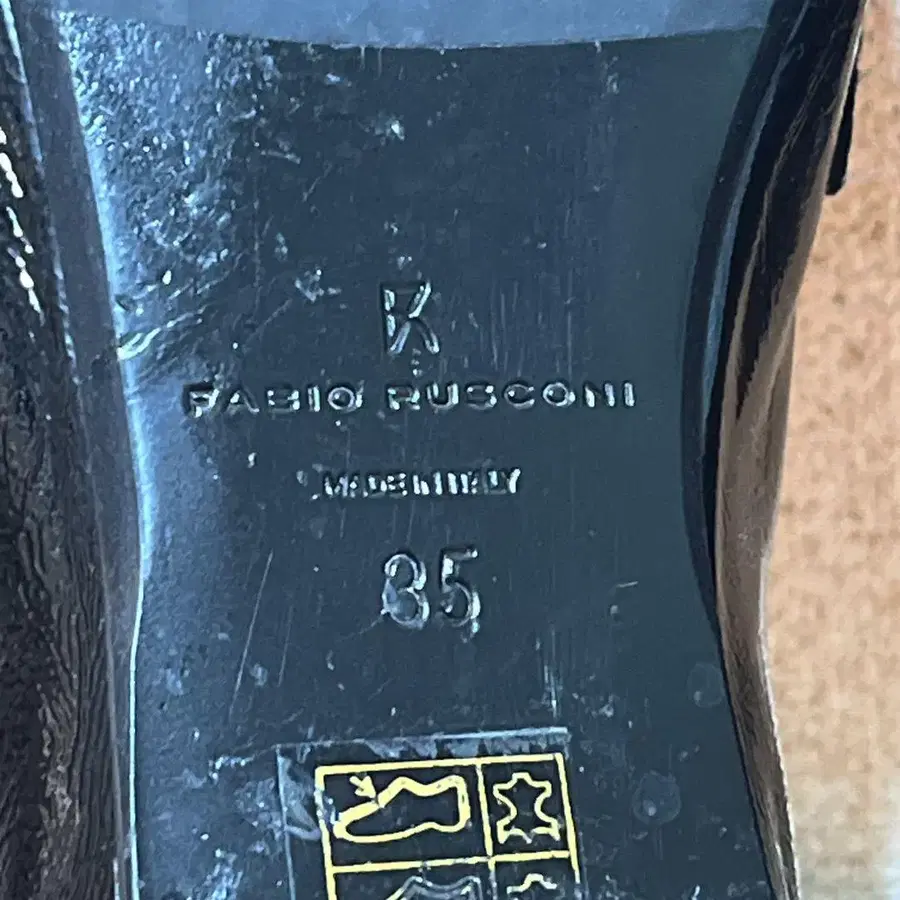 R
FABIO RUSCONI
MADE IN ITALY
35